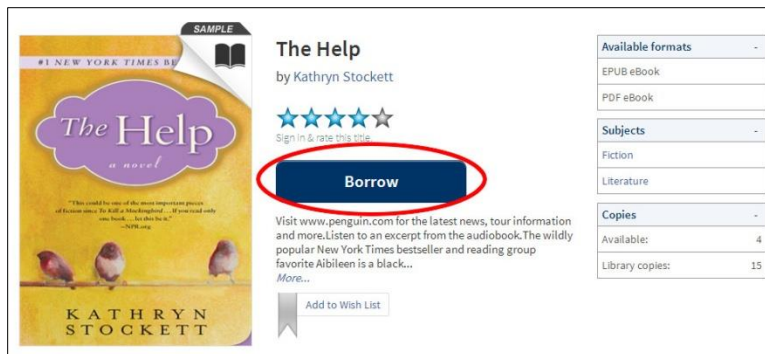 SAMPLE
#1 NEW YORK TIMES BE
The Help
a novel
"This could be one of the most important pieces
of fiction since To Kill a Mockingbird... If you read only
one book... let this be it."
—NPR.org
KATHRYN
STOCKETT
The Help
by Kathryn Stockett
Sign in & rate this title
Borrow
Visit www.penguin.com for the latest news, tour information
and more.Listen to an excerpt from the audiobook.The wildly
popular New York Times bestseller and reading group
favorite Aibileen is a black...
More...
Add to Wish List
Available formats -
EPUB eBook
PDF eBook
Subjects -
Fiction
Literature
Copies -
Available: 4
Library copies: 15